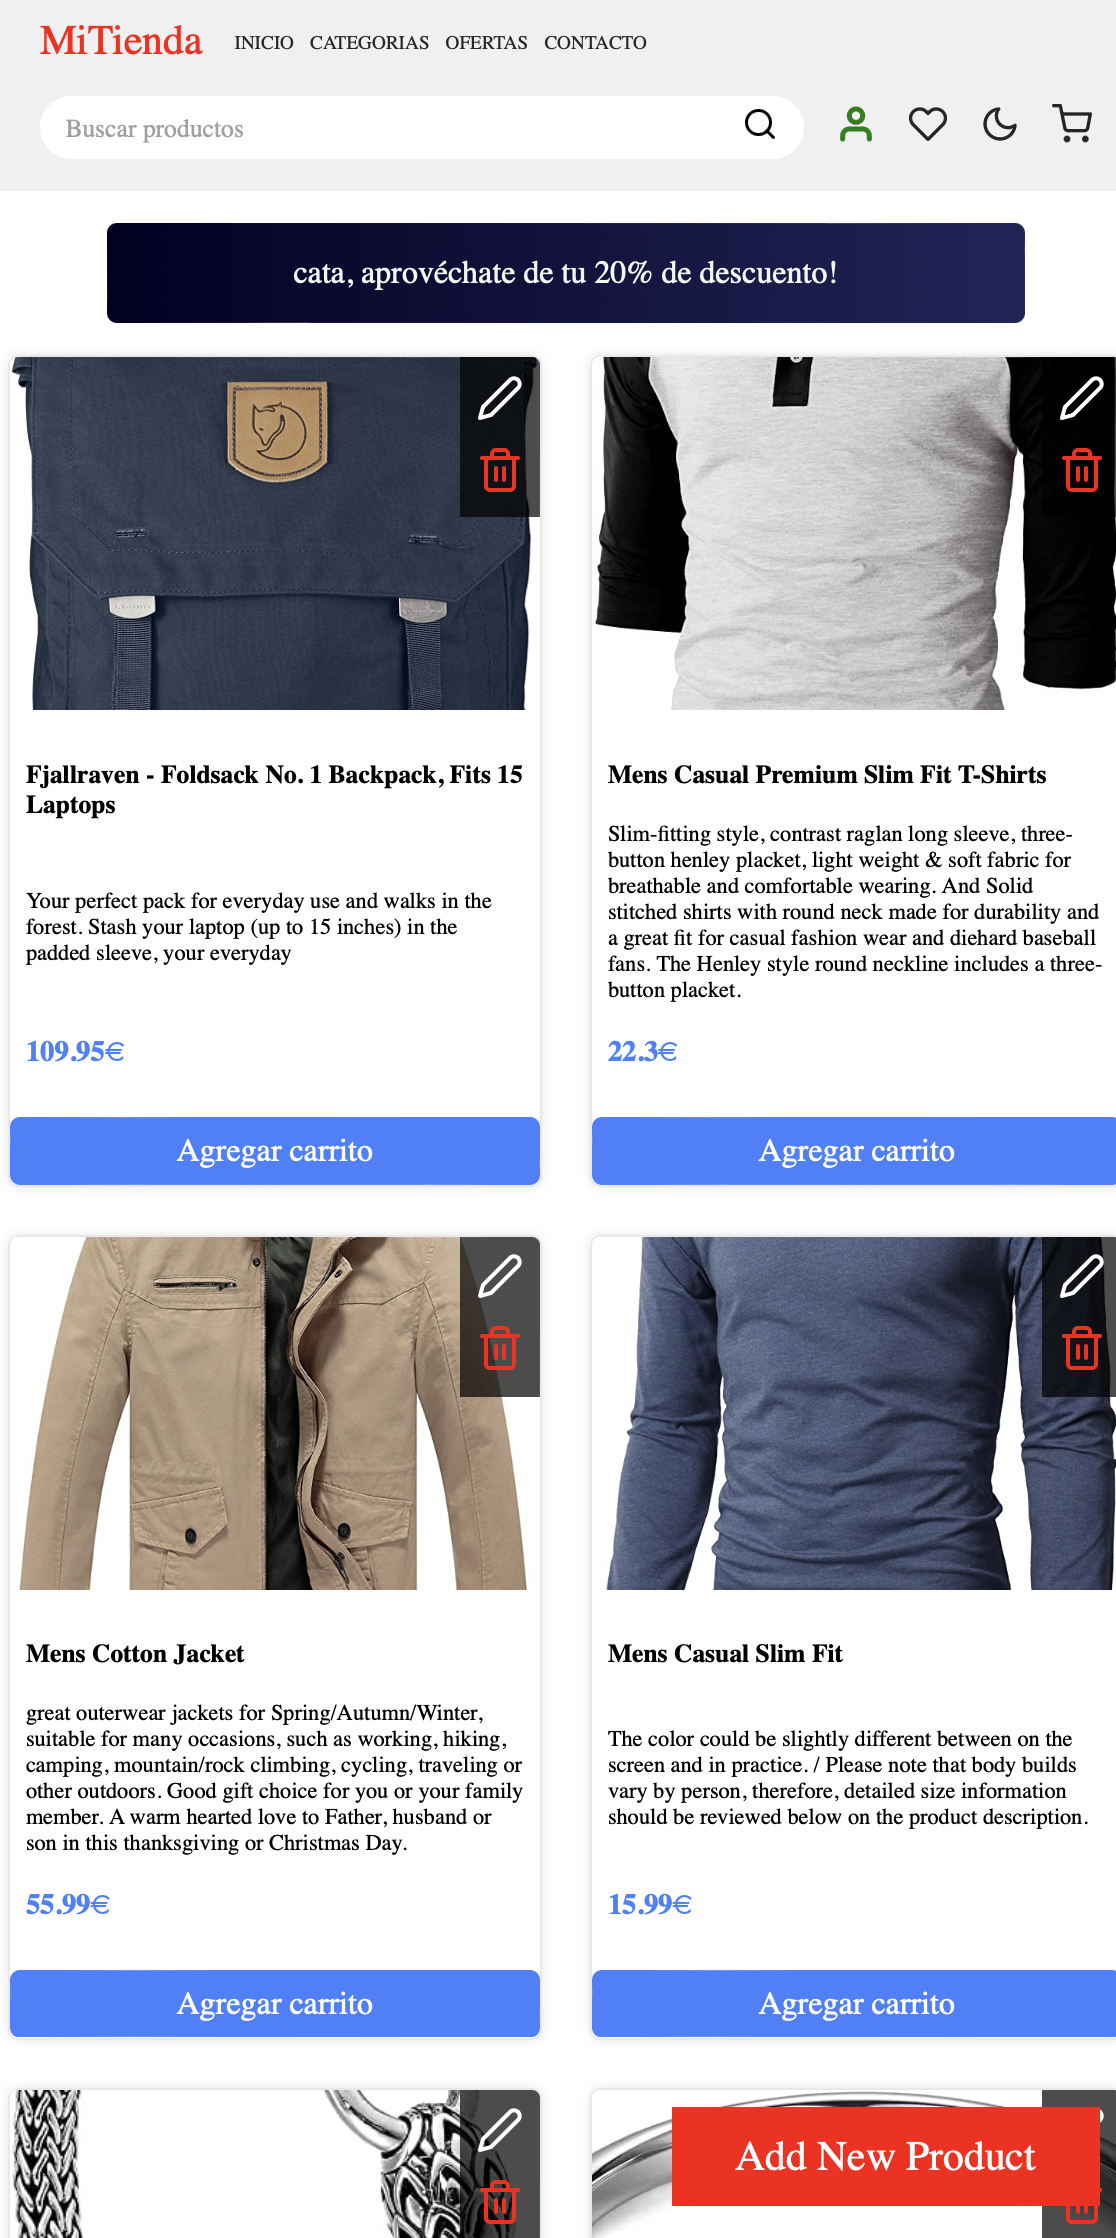 MiTienda INICIO CATEGORIAS OFERTAS CONTACTO
Buscar productos
cata, aprovéchate de tu 20% de descuento!
Fjallraven - Foldsack No. 1 Backpack, Fits 15
Laptops
Your perfect pack for everyday use and walks in the
forest. Stash your laptop (up to 15 inches) in the
padded sleeve, your everyday
109.95€
Agregar carrito
Mens Casual Premium Slim Fit T-Shirts
Slim-fitting style, contrast raglan long sleeve, three-
button henley placket, light weight & soft fabric for
breathable and comfortable wearing. And Solid
stitched shirts with round neck made for durability and
a great fit for casual fashion wear and diehard baseball
fans. The Henley style round neckline includes a three-
button placket.
22.3€
Agregar carrito
Mens Cotton Jacket
great outerwear jackets for Spring/Autumn/Winter,
suitable for many occasions, such as working, hiking,
camping, mountain/rock climbing, cycling, traveling or
other outdoors. Good gift choice for you or your family
member. A warm hearted love to Father, husband or
son in this thanksgiving or Christmas Day.
55.99€
Agregar carrito
Mens Casual Slim Fit
The color could be slightly different between on the
screen and in practice. / Please note that body builds
vary by person, therefore, detailed size information
should be reviewed below on the product description.
15.99€
Agregar carrito
Add New Product